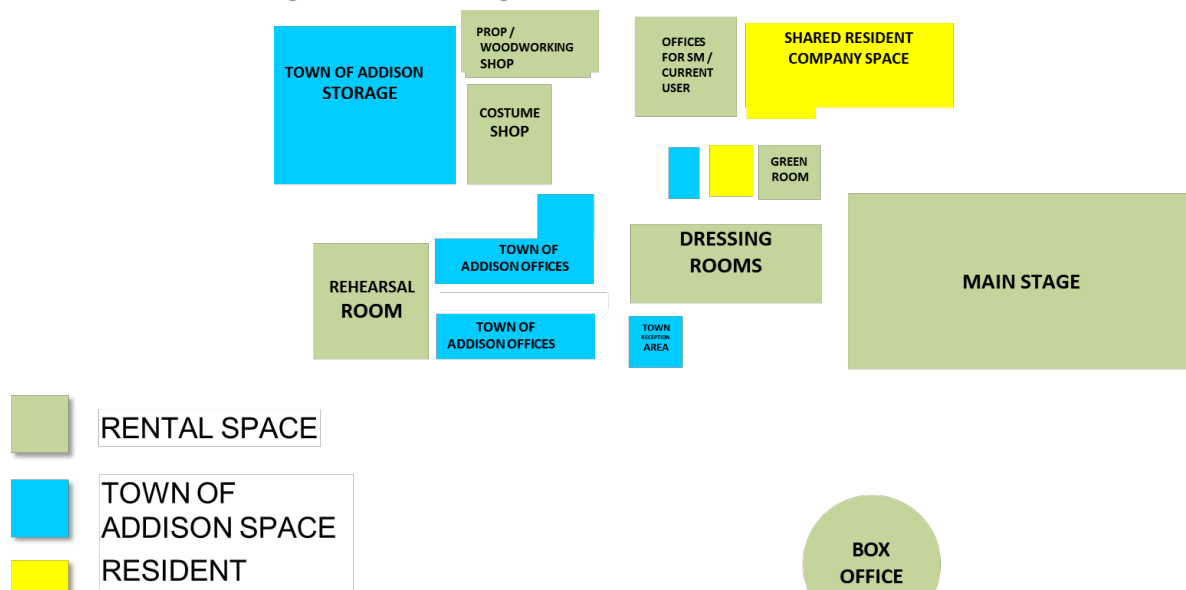 PROP /
WOODWORKING
SHOP
OFFICES
FOR SM /
CURRENT
USER
SHARED RESIDENT
COMPANY SPACE
TOWN OF ADDISON
STORAGE
COSTUME
SHOP
GREEN
ROOM
TOWN OF
ADDISON OFFICES
DRESSING
ROOMS
MAIN STAGE
REHEARSAL
ROOM
TOWN OF
ADDISON OFFICES
TOWN
RECEPTION
AREA
RENTAL SPACE
TOWN OF
ADDISON SPACE
RESIDENT
BOX
OFFICE